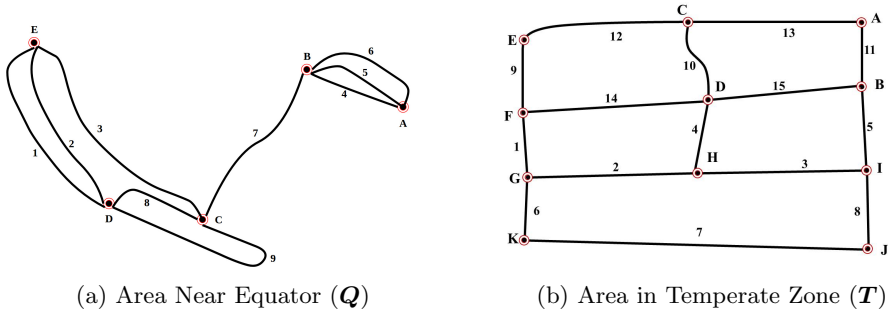 E
B
6
5
4
A
3
7
1
2
8
C
D
9
(a) Area Near Equator (Q)
C
A
E
12
13
11
9
10
B
D
15
14
F
4
5
1
H
2
3
I
G
6
8
K
7
J
(b) Area in Temperate Zone (T)